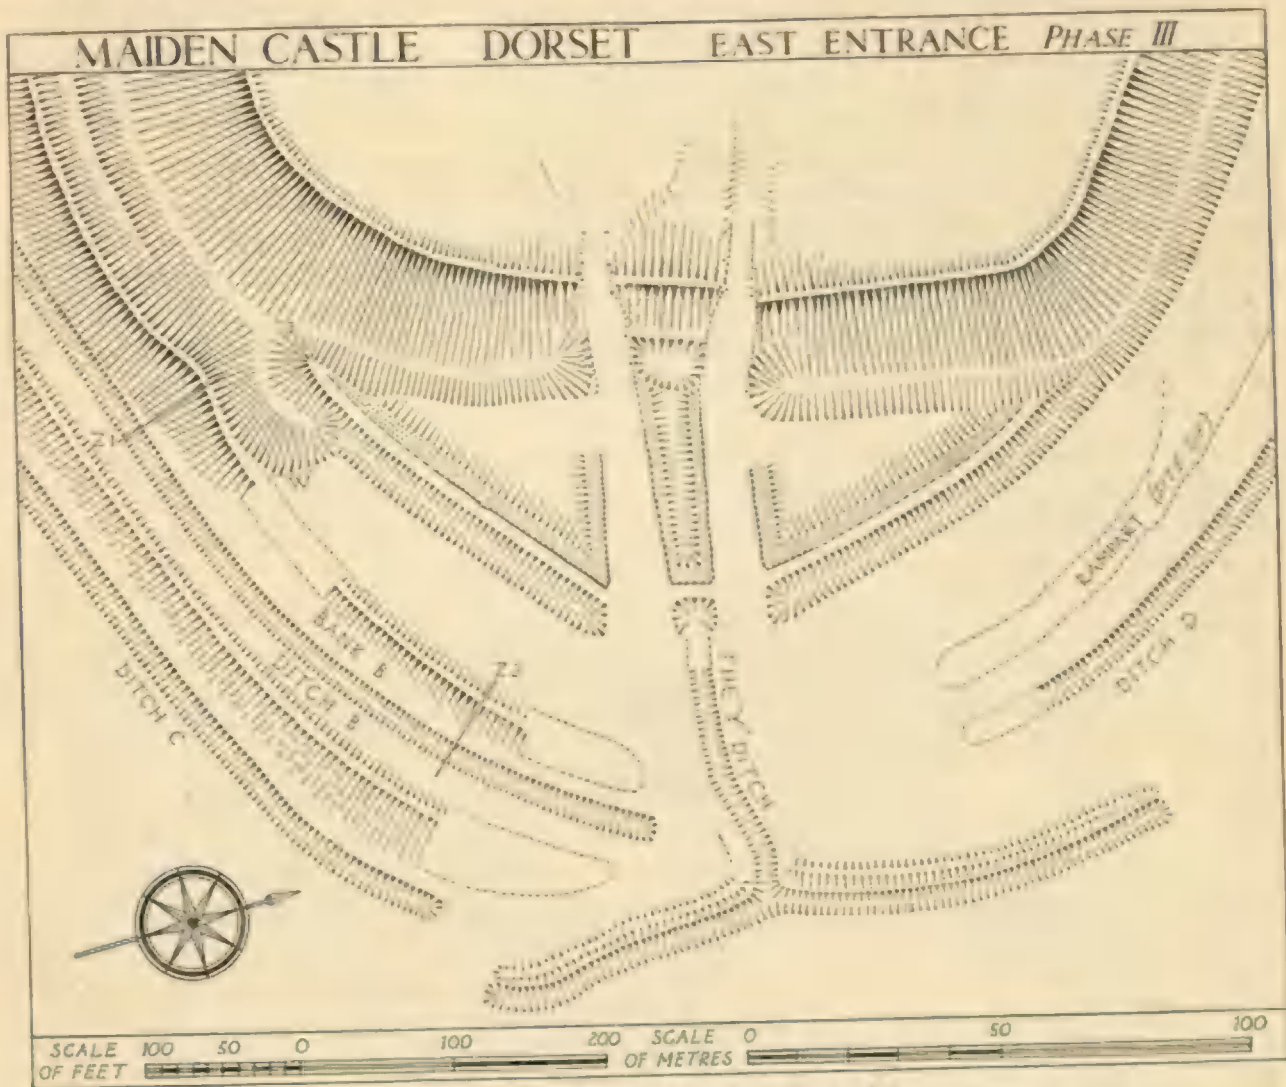 MAIDEN CASTLE DORSET EAST ENTRANCE PHASE III
Z1
BANK B
DITCH B
DITCH C
Z2
THE Y DITCH
RAMPART
DITCH D
SCALE OF FEET 100 50 0 100 200
SCALE OF METRES 0 50 100